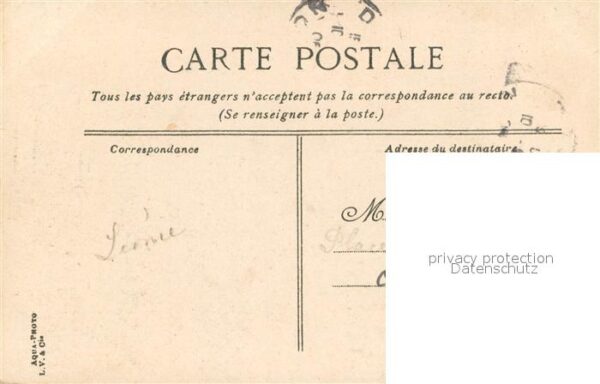 CARTE POSTALE
Tous les pays étrangers n'acceptent pas la correspondance au recto.
(Se renseigner à la poste.)
Correspondance
Adresse du destinataire
M
privacy protection
Datenschutz
AQUA-PHOTO
L. V. & Cie